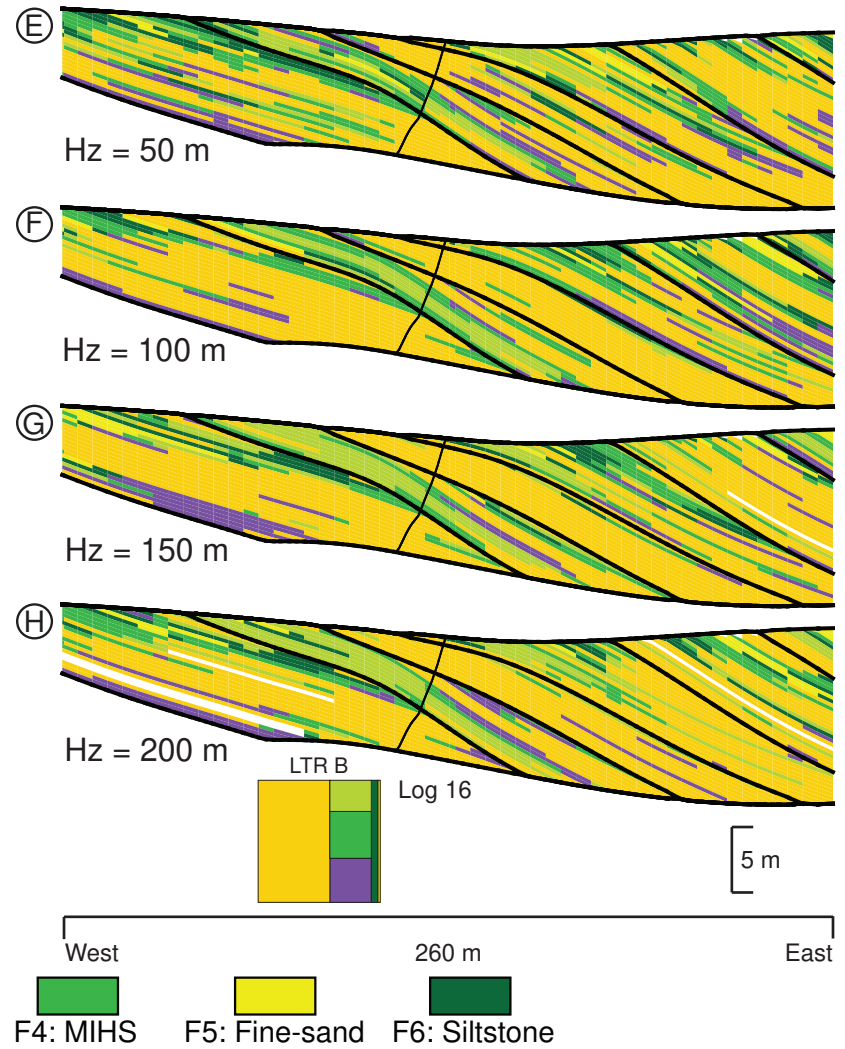 E
Hz = 50 m
F
Hz = 100 m
G
Hz = 150 m
H
Hz = 200 m
LTR B
Log 16
5 m
West 260 m East
F4: MIHS F5: Fine-sand F6: Siltstone